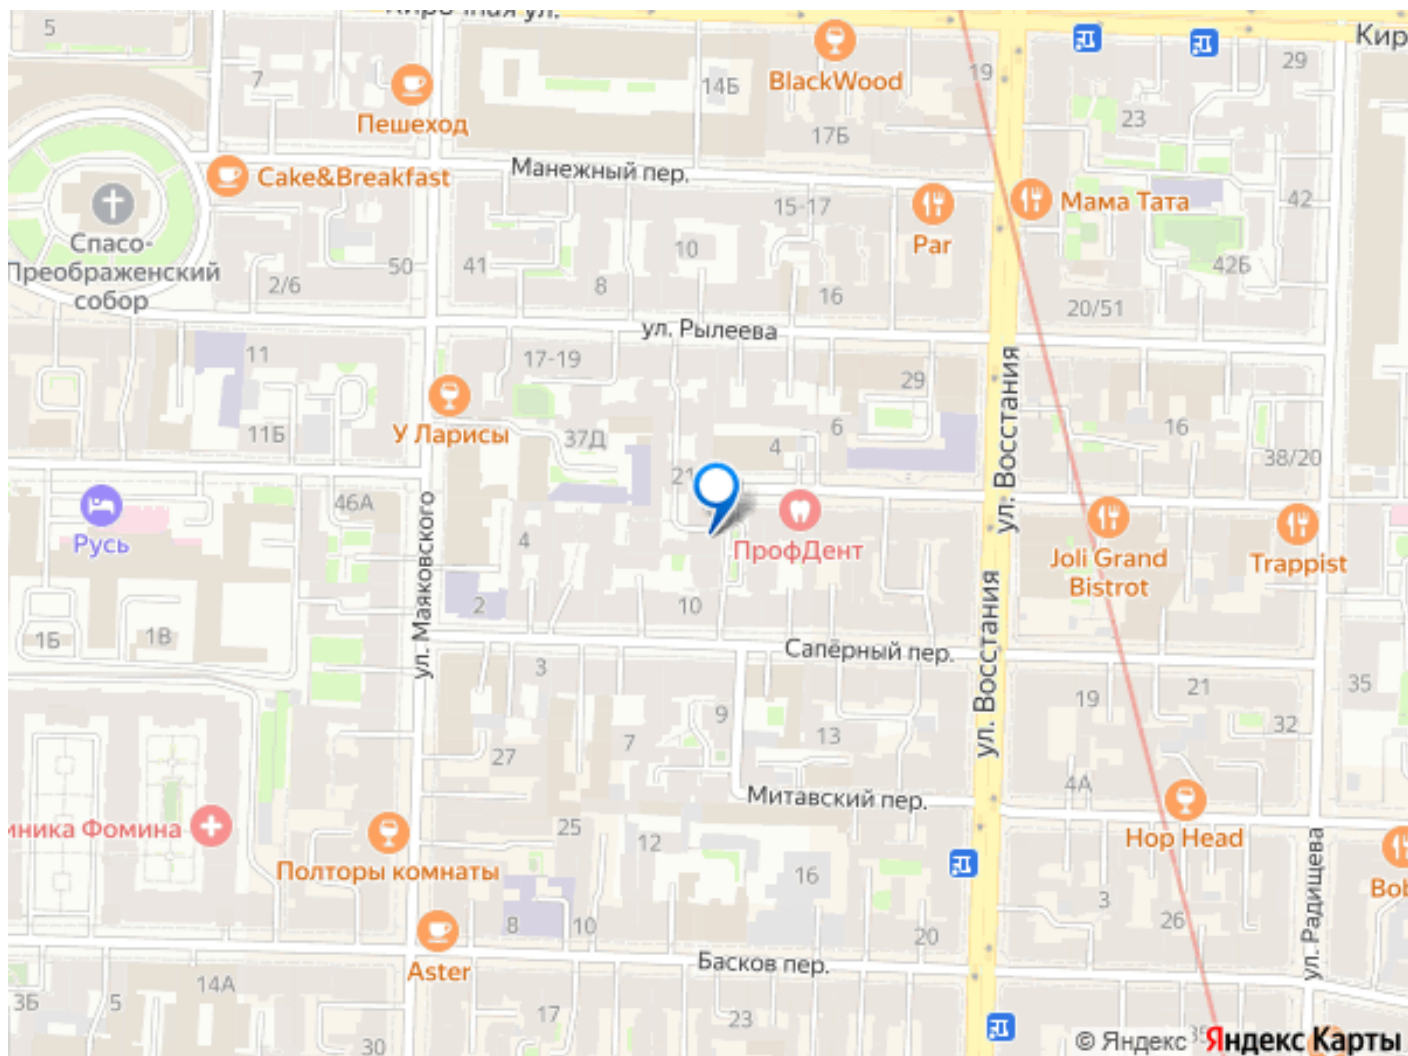 Кирочная ул.
5
Кир
19
29
BlackWood
7
14Б
23
Пешеход
17Б
Манежный пер.
Cake&Breakfast
42
15-17
Мама Тата
Спасо-
Преображенский
собор
Par
10
50
41
42Б
2/6
8
16
20/51
ул. Рылеева
11
17-19
29
ул. Восстания
У Ларисы
6
16
11Б
37Д
4
38/20
21
46А
Русь
ул. Маяковского
4
ПрофДент
Joli Grand
Bistrot
Trappist
2
10
1Б
1В
Сапёрный пер.
ул. Восстания
3
35
19
21
9
32
7
13
27
4А
Митавский пер.
иника Фомина
25
12
Hop Head
Полторы комнаты
16
ул. Радищева
Bob
3
8
10
26
20
Aster
Басков пер.
14А
3Б
5
17
23
30
35
© Яндекс
Яндекс Карты